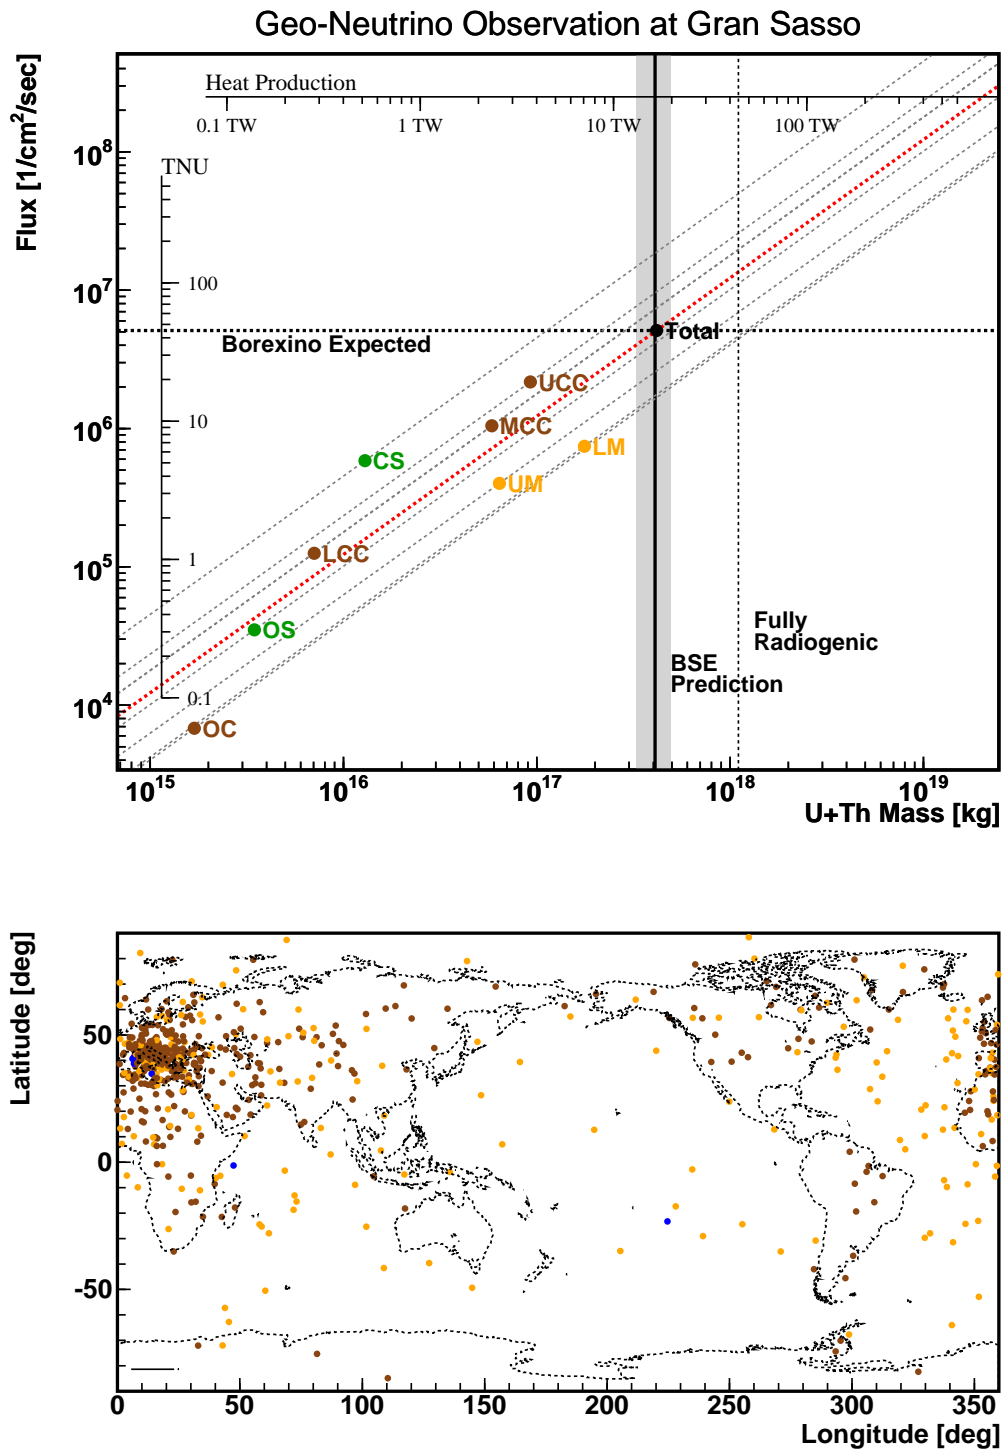 Geo-Neutrino Observation at Gran Sasso
Flux [1/cm²/sec]
Heat Production
0.1 TW
1 TW
10 TW
100 TW
TNU
100
10
1
0.1
10⁸
10⁷
10⁶
10⁵
10⁴
Borexino Expected
Total
UCC
MCC
CS
LM
UM
LCC
OS
OC
Fully
Radiogenic
BSE
Prediction
10¹⁵
10¹⁶
10¹⁷
10¹⁸
10¹⁹
U+Th Mass [kg]
Latitude [deg]
50
0
-50
0
50
100
150
200
250
300
350
Longitude [deg]